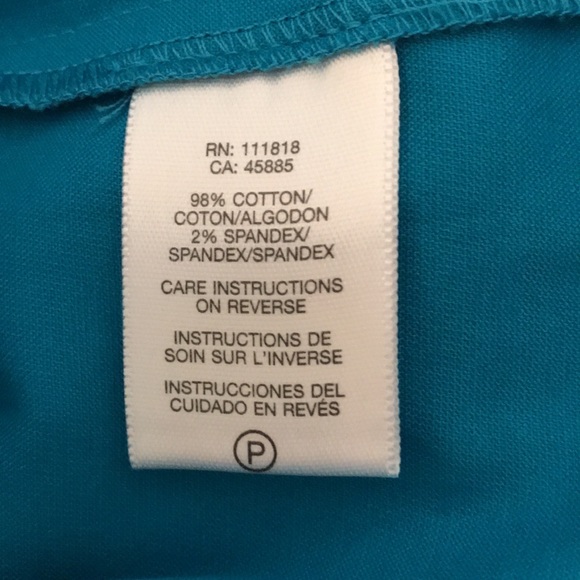 RN: 111818
CA: 45885
98% COTTON/
COTON/ALGODON
2% SPANDEX/
SPANDEX/SPANDEX
CARE INSTRUCTIONS
ON REVERSE
INSTRUCTIONS DE
SOIN SUR L'INVERSE
INSTRUCCIONES DEL
CUIDADO EN REVÉS
P